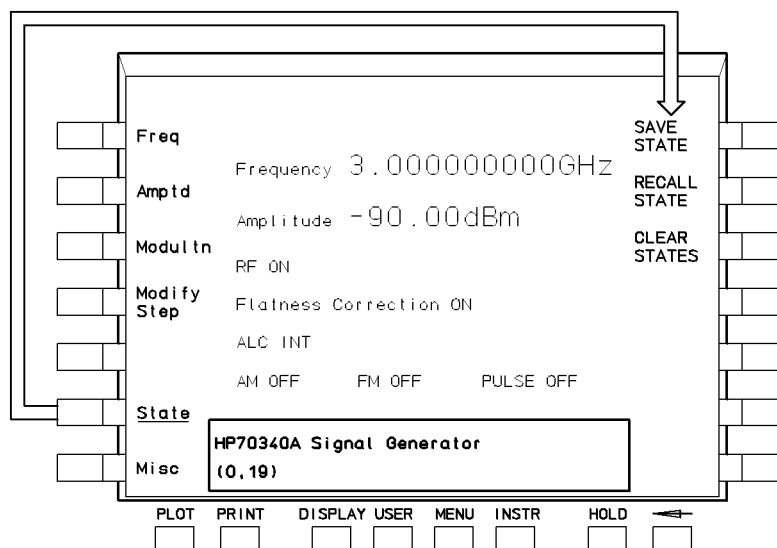 Freq
Amptd
Modultn
Modify
Step
State
Misc
Frequency 3.000000000GHz
Amplitude -90.00dBm
RF ON
Flatness Correction ON
ALC INT
AM OFF FM OFF PULSE OFF
HP70340A Signal Generator
(0,19)
SAVE
STATE
RECALL
STATE
CLEAR
STATES
PLOT PRINT DISPLAY USER MENU INSTR HOLD